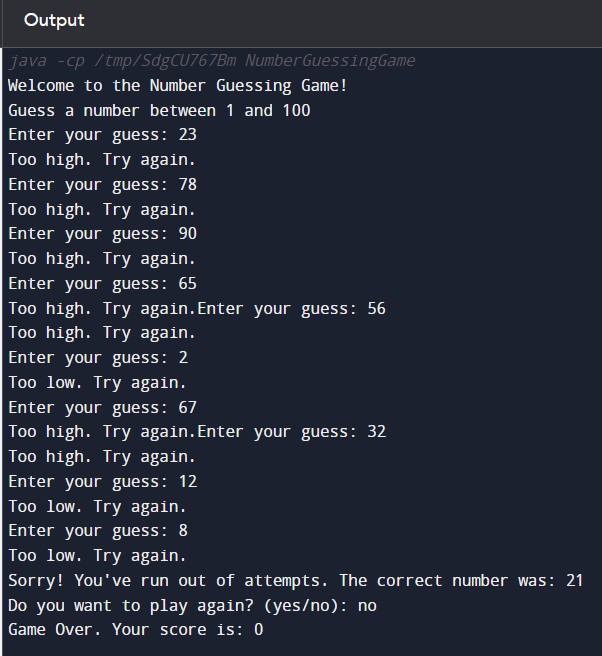 Output
java -cp /tmp/SdgCU767Bm NumberGuessingGame
Welcome to the Number Guessing Game!
Guess a number between 1 and 100
Enter your guess: 23
Too high. Try again.
Enter your guess: 78
Too high. Try again.
Enter your guess: 90
Too high. Try again.
Enter your guess: 65
Too high. Try again.Enter your guess: 56
Too high. Try again.
Enter your guess: 2
Too low. Try again.
Enter your guess: 67
Too high. Try again.Enter your guess: 32
Too high. Try again.
Enter your guess: 12
Too low. Try again.
Enter your guess: 8
Too low. Try again.
Sorry! You've run out of attempts. The correct number was: 21
Do you want to play again? (yes/no): no
Game Over. Your score is: 0